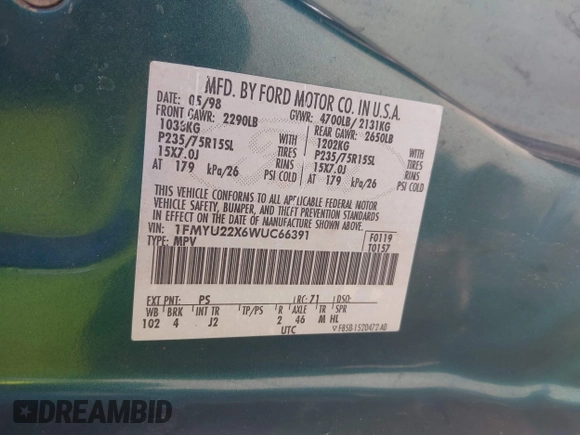 MFD. BY FORD MOTOR CO. IN U.S.A.
DATE: 05/98 GVWR: 4700LB/2131KG
FRONT GAWR: 2290LB REAR GAWR: 2650LB
1038KG WITH 1202KG WITH
P235/75R15SL TIRES P235/75R15SL TIRES
15X7.0J RIMS 15X7.0J RIMS
AT 179 kPa/26 PSI COLD AT 179 kPa/26 PSI COLD
THIS VEHICLE CONFORMS TO ALL APPLICABLE FEDERAL MOTOR
VEHICLE SAFETY, BUMPER, AND THEFT PREVENTION STANDARDS
IN EFFECT ON THE DATE OF MANUFACTURE SHOWN ABOVE.
VIN: 1FMYU22X6WUC66391 F0119
TYPE: MPV T0157
EXT PNT: PS RC: 71 DSO:
WB BRK INT TR TP/PS R AXLE TR SPR
102 4 J2 2 46 M HL
UTC F85B-1520472-AB
DREAMBID